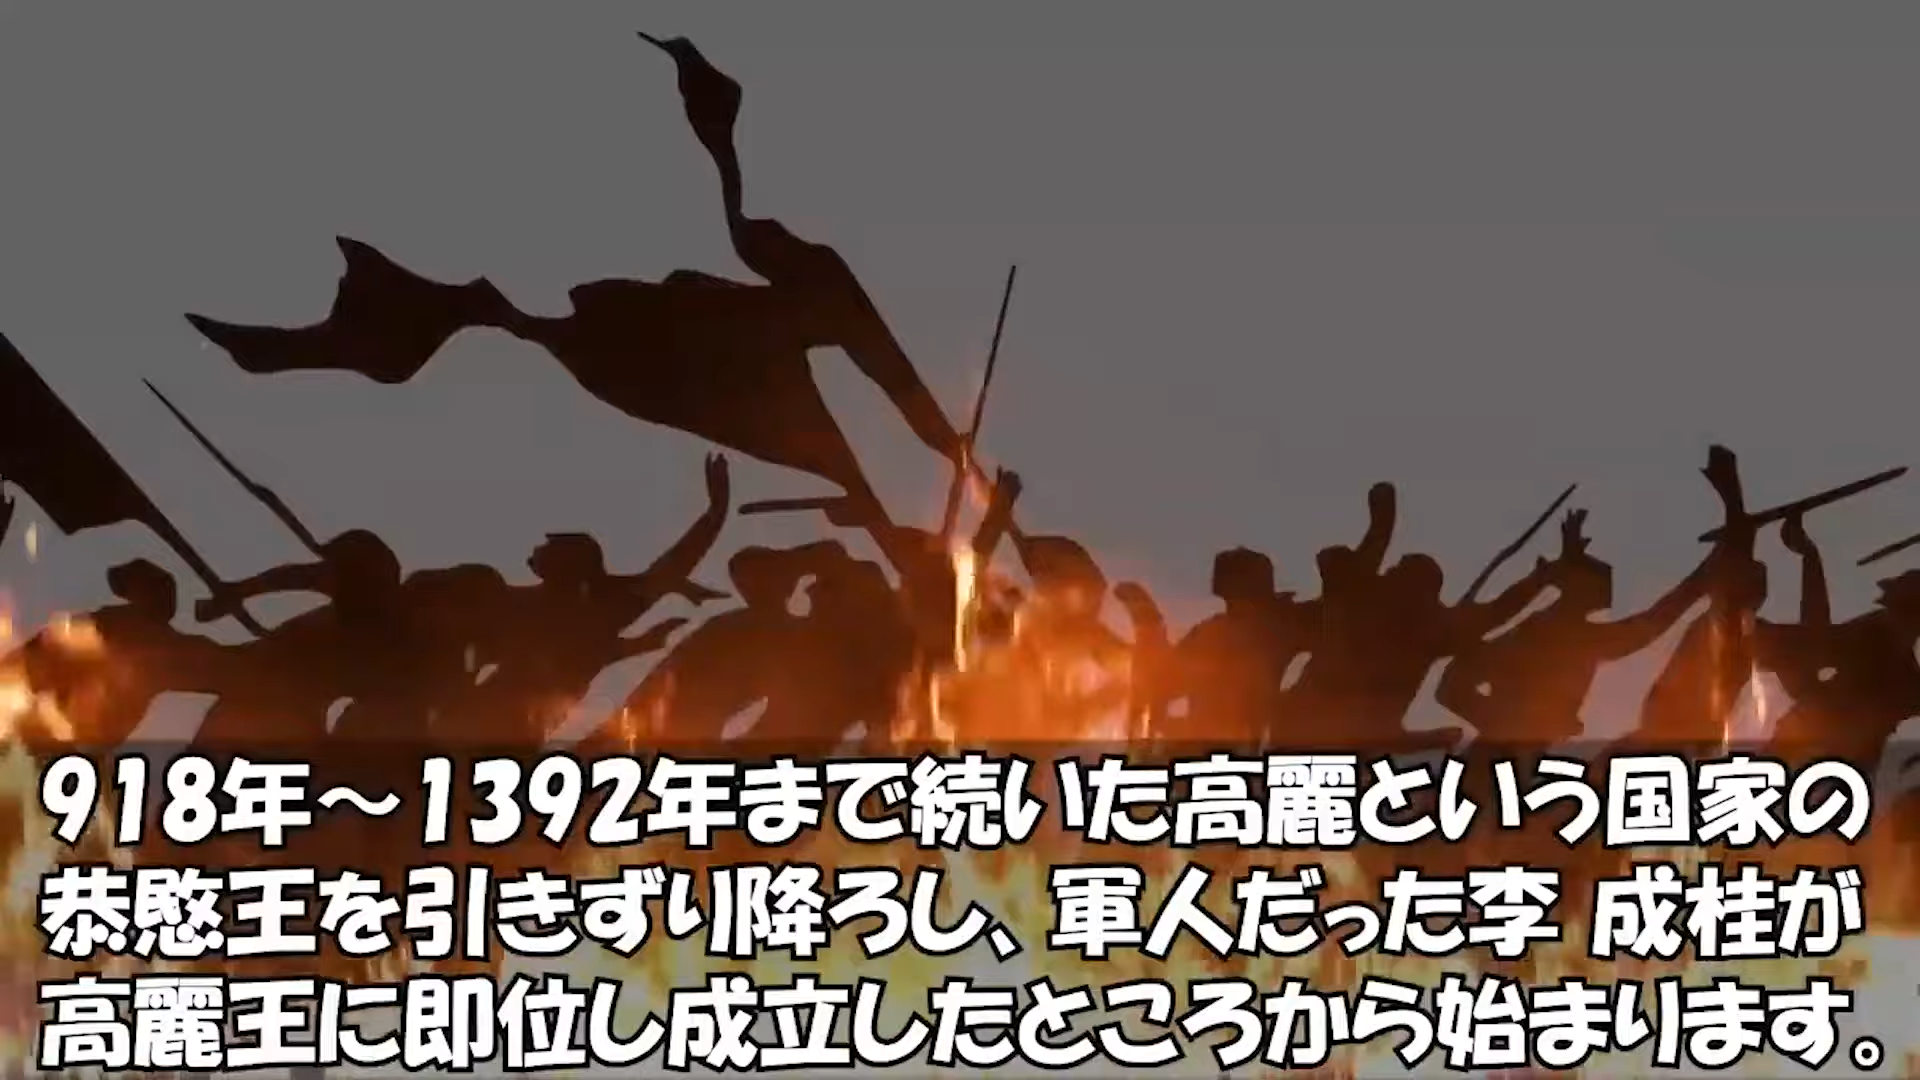 918年～1392年まで続いた高麗という国家の
恭愍王を引きずり降ろし、軍人だった李 成桂が
高麗王に即位し成立したところから始まります。